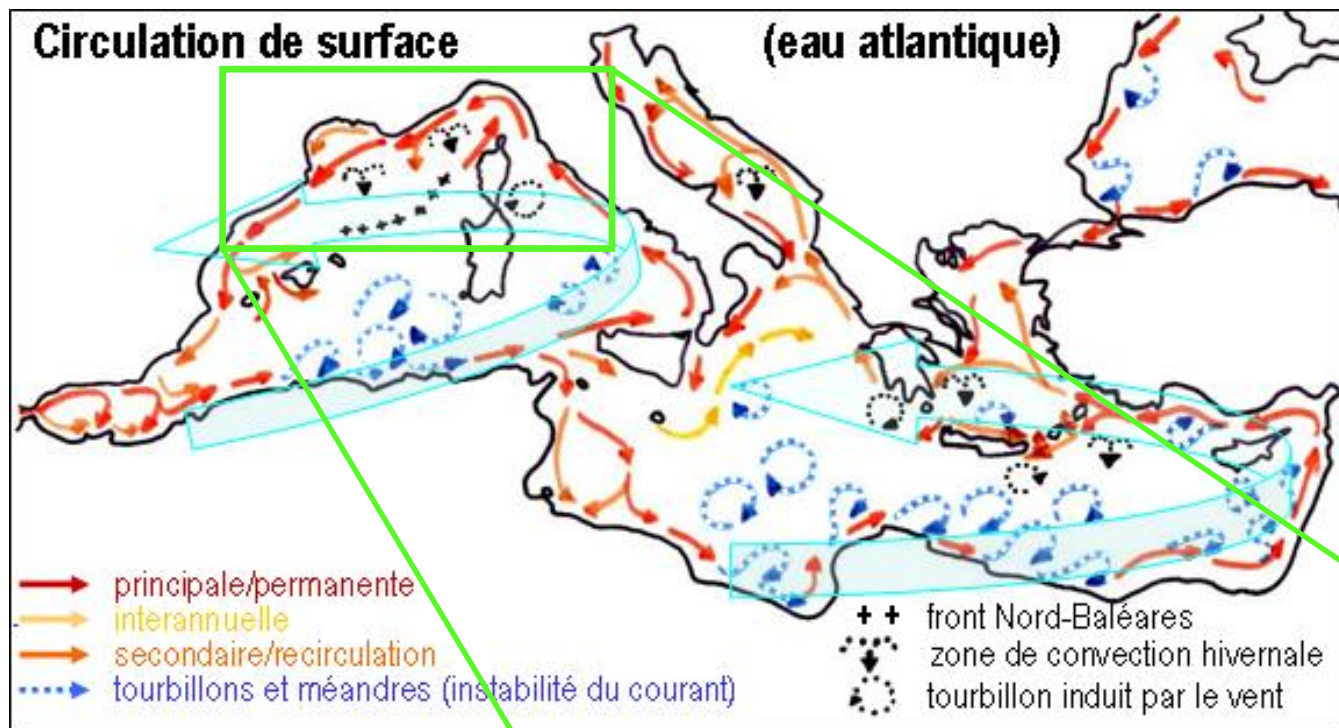 Circulation de surface (eau atlantique)
principale/permanente
interannuelle
secondaire/recirculation
tourbillons et méandres (instabilité du courant)
++ front Nord-Baléares
zone de convection hivernale
tourbillon induit par le vent